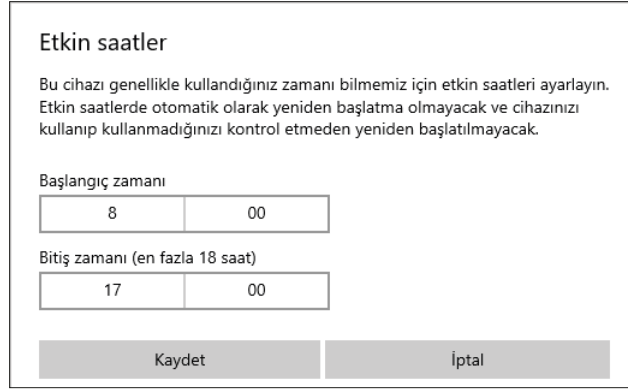 Etkin saatler
Bu cihazı genellikle kullandığınız zamanı bilmemiz için etkin saatleri ayarlayın.
Etkin saatlerde otomatik olarak yeniden başlatma olmayacak ve cihazınızı
kullanıp kullanmadığınızı kontrol etmeden yeniden başlatılmayacak.
Başlangıç zamanı
8 00
Bitiş zamanı (en fazla 18 saat)
17 00
Kaydet İptal